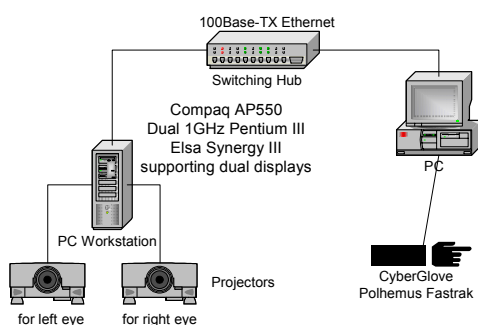 100Base-TX Ethernet
Switching Hub
Compaq AP550
Dual 1GHz Pentium III
Elsa Synergy III
supporting dual displays
PC
PC Workstation
Projectors
CyberGlove
Polhemus Fastrak
for left eye
for right eye